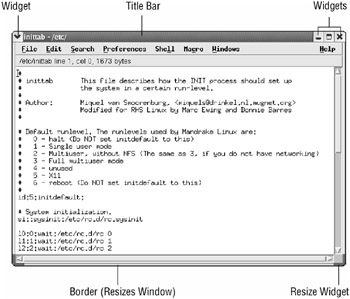 Widget Title Bar Widgets
inittab - /etc/
File Edit Search Preferences Shell Macro Windows Help
/etc/inittab line 1, col 0, 1673 bytes
#
# inittab This file describes how the INIT process should set up
# the system in a certain run-level.
#
# Author: Miquel van Smoorenburg, <miquels@drinkel.nl.mugnet.org>
# Modified for RHS Linux by Marc Ewing and Donnie Barnes
#
# Default runlevel. The runlevels used by Mandrake Linux are:
# 0 - halt (Do NOT set initdefault to this)
# 1 - Single user mode
# 2 - Multiuser, without NFS (The same as 3, if you do not have networking)
# 3 - Full multiuser mode
# 4 - unused
# 5 - X11
# 6 - reboot (Do NOT set initdefault to this)
#
id:5:initdefault:
# System initialization.
si::sysinit:/etc/rc.d/rc.sysinit
l0:0:wait:/etc/rc.d/rc 0
l1:1:wait:/etc/rc.d/rc 1
l2:2:wait:/etc/rc.d/rc 2
Border (Resizes Window) Resize Widget